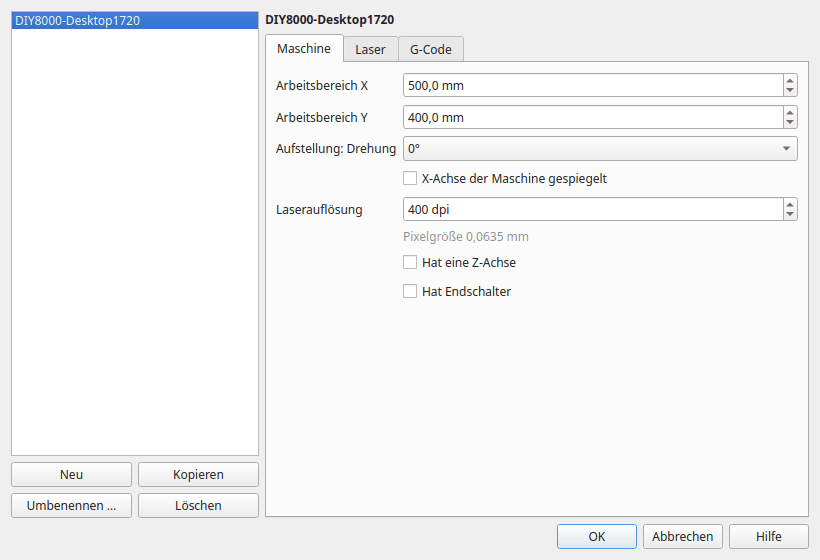 DIY8000-Desktop1720
Neu
Kopieren
Umbenennen ...
Löschen
DIY8000-Desktop1720
Maschine
Laser
G-Code
Arbeitsbereich X
500,0 mm
Arbeitsbereich Y
400,0 mm
Aufstellung: Drehung
0°
X-Achse der Maschine gespiegelt
Laserauflösung
400 dpi
Pixelgröße 0,0635 mm
Hat eine Z-Achse
Hat Endschalter
OK
Abbrechen
Hilfe